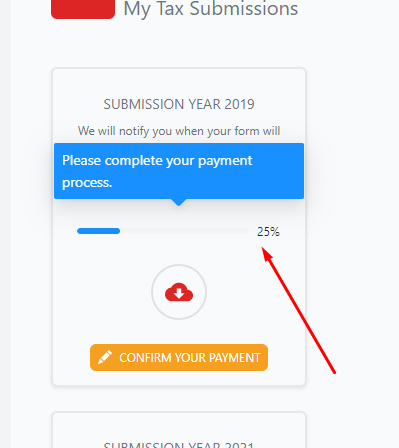 My Tax Submissions
SUBMISSION YEAR 2019
We will notify you when your form will
Please complete your payment
process.
25%
CONFIRM YOUR PAYMENT
SUBMISSION YEAR 2021